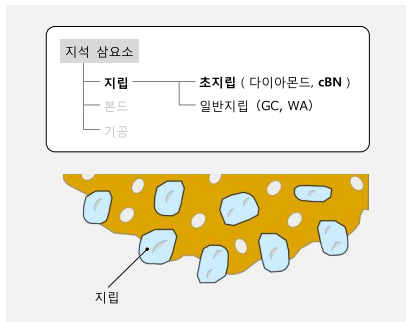 지석 삼요소
지립
초지립 ( 다이아몬드, cBN )
본드
일반지립 (GC, WA)
기공
지립